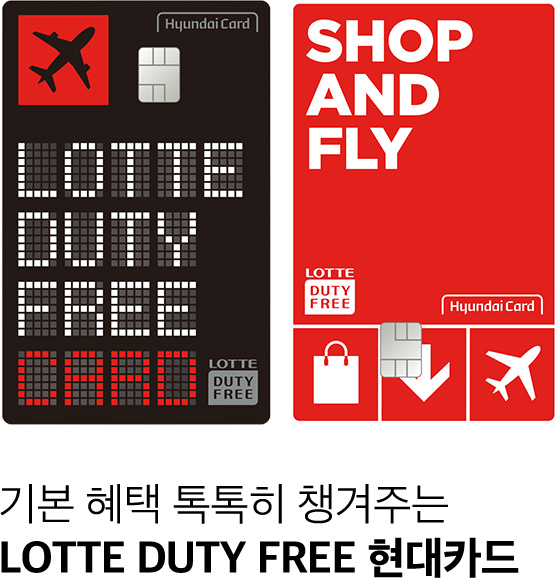 Hyundai Card
LOTTE
DUTY
FREE
CARD
LOTTE
DUTY
FREE
SHOP
AND
FLY
LOTTE
DUTY
FREE
Hyundai Card
기본 혜택 톡톡히 챙겨주는
LOTTE DUTY FREE 현대카드